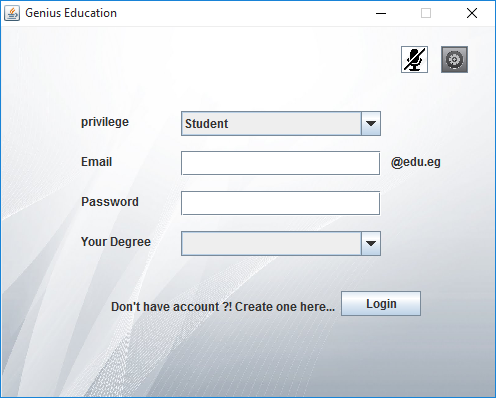 Genius Education
privilege Student
Email @edu.eg
Password
Your Degree
Don't have account ?! Create one here... Login